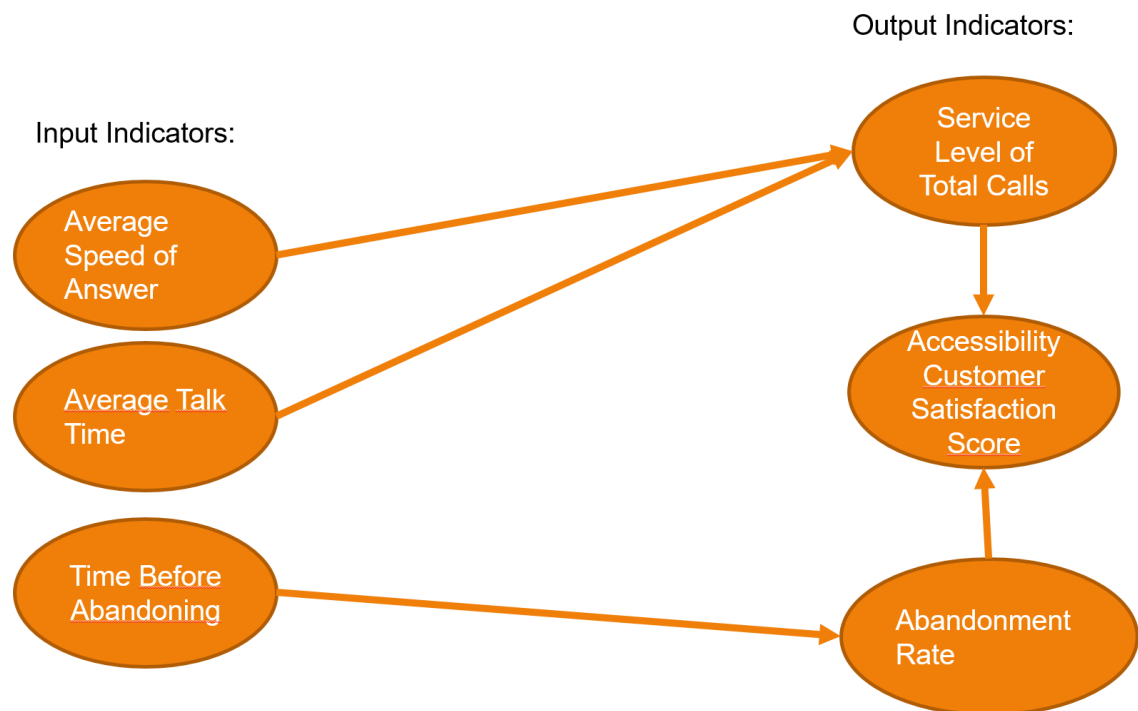 Output Indicators:
Service
Level of
Total Calls
Input Indicators:
Average
Speed of
Answer
Accessibility
Customer
Satisfaction
Score
Average Talk
Time
Time Before
Abandoning
Abandonment
Rate